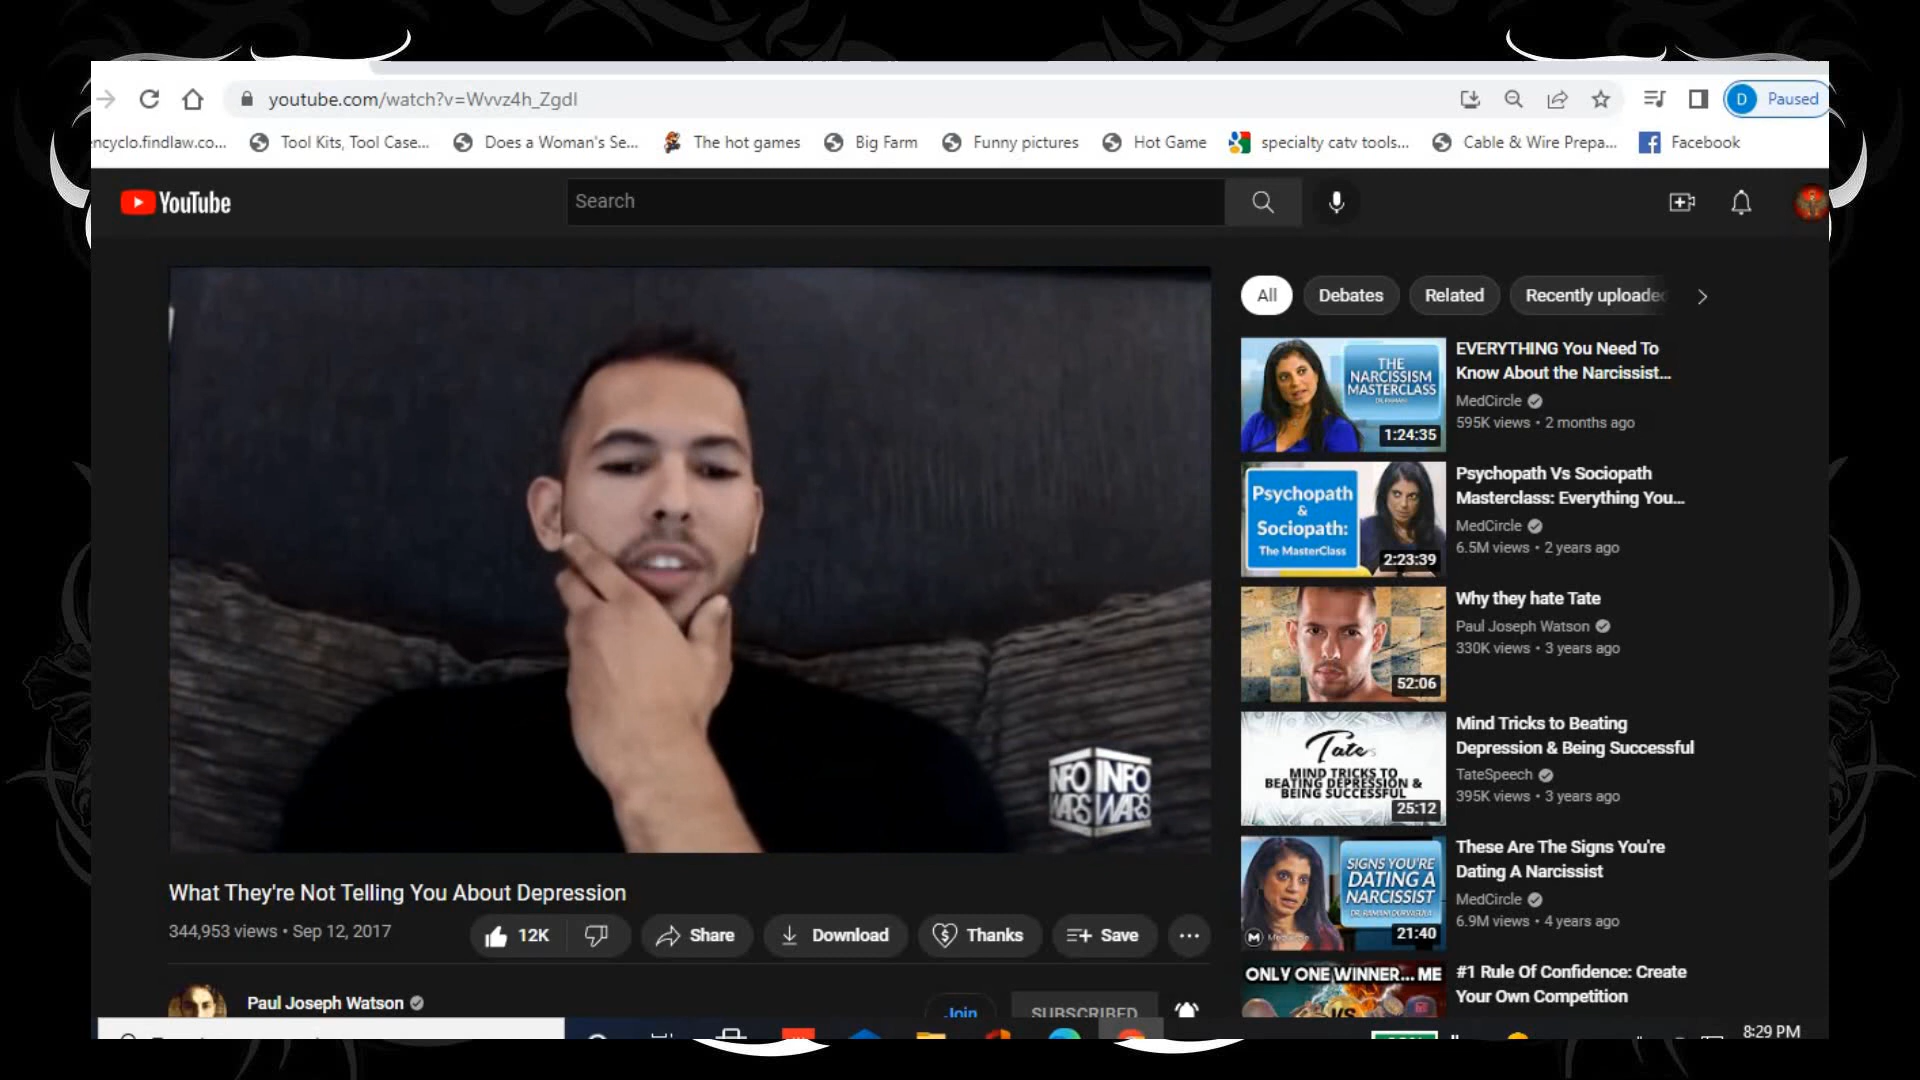 youtube.com/watch?v=Wvvz4h_ZgdI
D Paused
encyclo.findlaw.co... Tool Kits, Tool Case... Does a Woman's Se... The hot games Big Farm Funny pictures Hot Game specialty catv tools... Cable & Wire Prepa... Facebook
YouTube
Search
All Debates Related Recently uploaded
THE
NARCISSISM
MASTERCLASS
1:24:35
EVERYTHING You Need To
Know About the Narcissist...
MedCircle
595K views • 2 months ago
Psychopath
&
Sociopath:
The MasterClass
2:23:39
Psychopath Vs Sociopath
Masterclass: Everything You...
MedCircle
6.5M views • 2 years ago
52:06
Why they hate Tate
Paul Joseph Watson
330K views • 3 years ago
Tate
MIND TRICKS TO
BEATING DEPRESSION &
BEING SUCCESSFUL
25:12
Mind Tricks to Beating
Depression & Being Successful
TateSpeech
395K views • 3 years ago
SIGNS YOU'RE
DATING A
NARCISSIST
DR. RAMANI DURVASULA
21:40
These Are The Signs You're
Dating A Narcissist
MedCircle
6.9M views • 4 years ago
ONLY ONE WINNER... ME
VS
#1 Rule Of Confidence: Create
Your Own Competition
INFO INFO
WARS WARS
What They're Not Telling You About Depression
344,953 views • Sep 12, 2017
12K Share Download Thanks Save
Paul Joseph Watson
Join SUBSCRIBED
8:29 PM